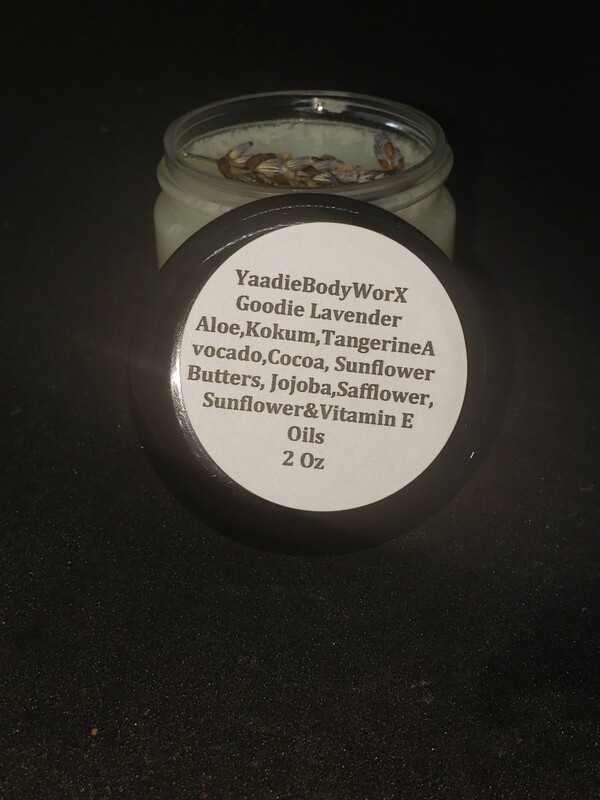 YaadieBodyWorX
Goodie Lavender
Aloe,Kokum,TangerineA
vocado,Cocoa, Sunflower
Butters, Jojoba,Safflower,
Sunflower&Vitamin E
Oils
2 Oz